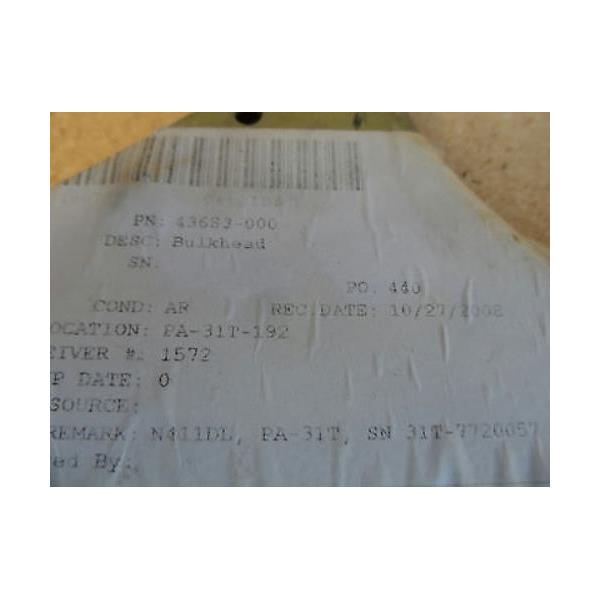 PN: 43683-000
DESC: Bulkhead
SN:
PO: 440
COND: AR REC.DATE: 10/27/2002
OCATION: PA-31T-192
EIVER #: 1572
P DATE: 0
SOURCE:
REMARK: N411DL, PA-31T, SN 31T-7720057
ed By: